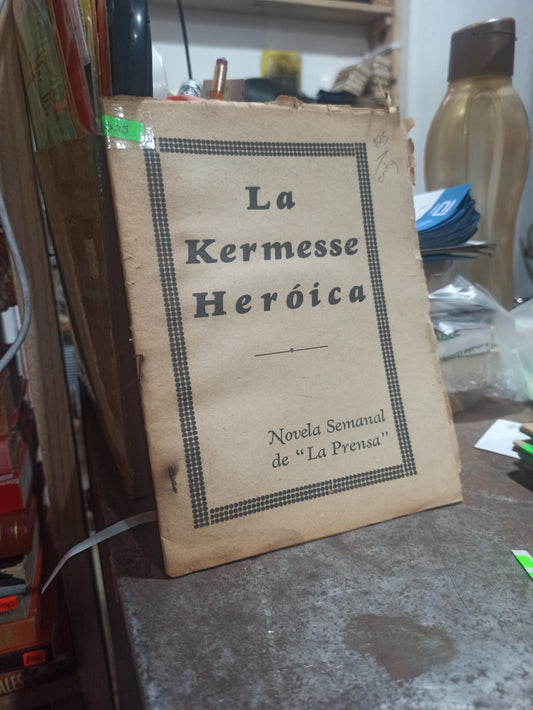 La
Kermesse
Heróica
Novela Semanal
de "La Prensa"